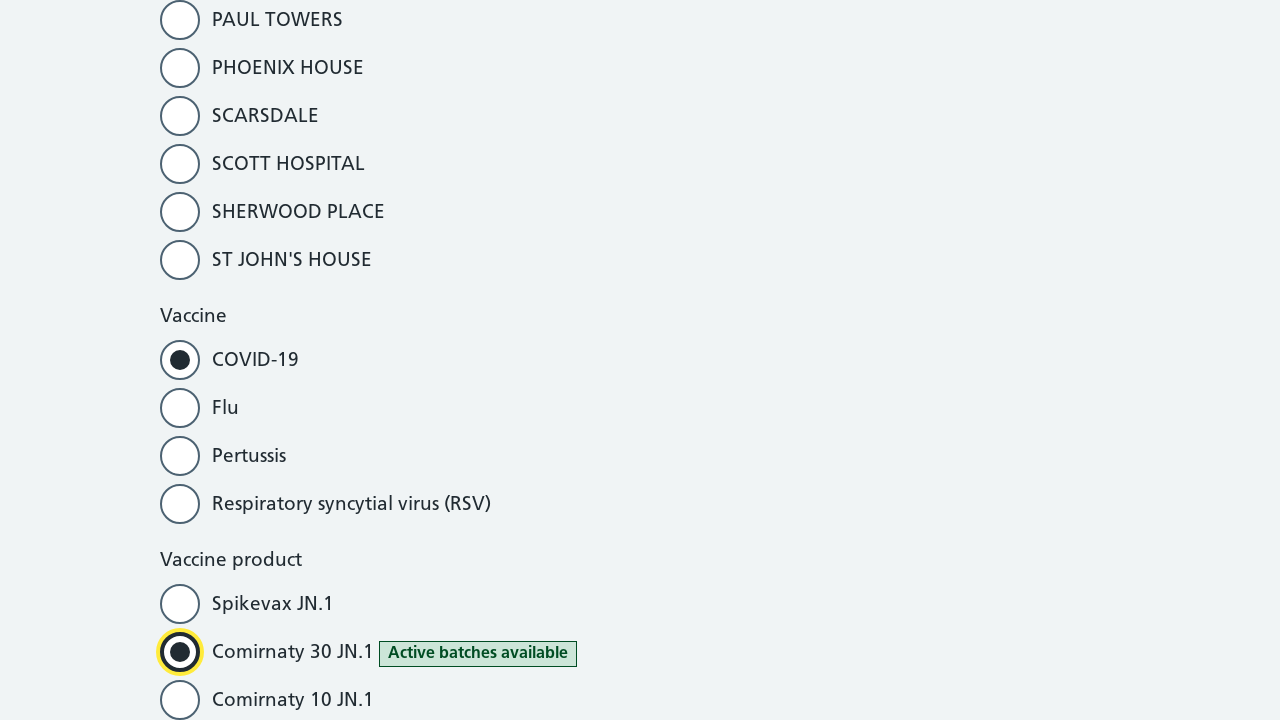 PAUL TOWERS
PHOENIX HOUSE
SCARSDALE
SCOTT HOSPITAL
SHERWOOD PLACE
ST JOHN'S HOUSE
Vaccine
COVID-19
Flu
Pertussis
Respiratory syncytial virus (RSV)
Vaccine product
Spikevax JN.1
Comirnaty 30 JN.1 Active batches available
Comirnaty 10 JN.1